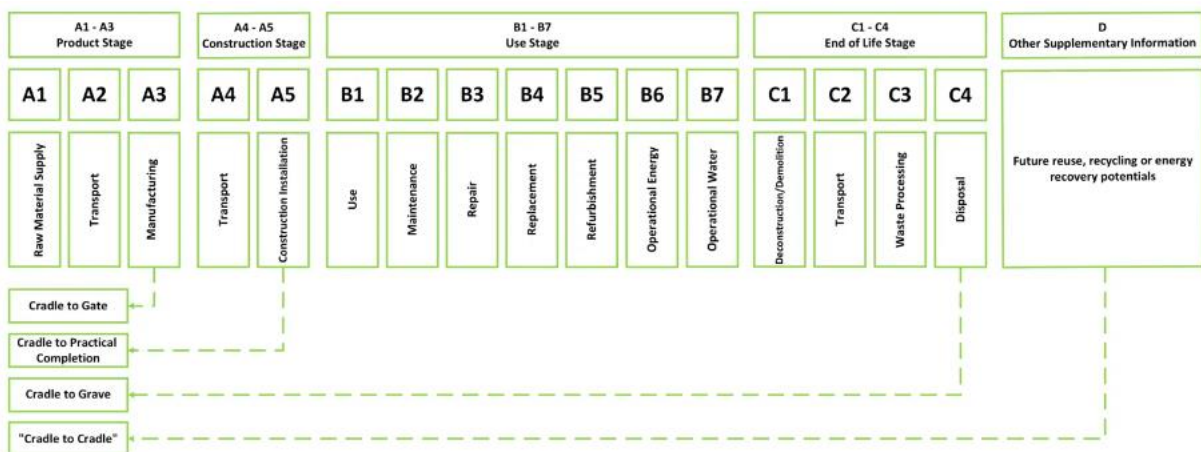 A1 - A3
Product Stage
A4 - A5
Construction Stage
B1 - B7
Use Stage
C1 - C4
End of Life Stage
D
Other Supplementary Information
A1
A2
A3
A4
A5
B1
B2
B3
B4
B5
B6
B7
C1
C2
C3
C4
Raw Material Supply
Transport
Manufacturing
Transport
Construction Installation
Use
Maintenance
Repair
Replacement
Refurbishment
Operational Energy
Operational Water
Deconstruction/Demolition
Transport
Waste Processing
Disposal
Future reuse, recycling or energy
recovery potentials
Cradle to Gate
Cradle to Practical
Completion
Cradle to Grave
"Cradle to Cradle"